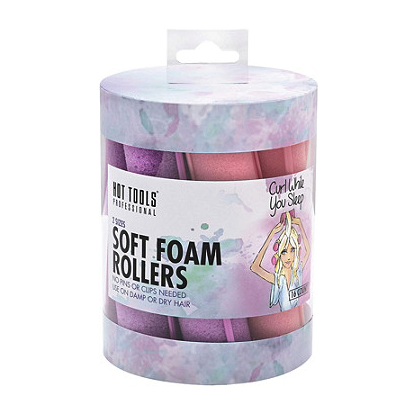 HOT TOOLS
PROFESSIONAL
2 SIZES
SOFT FOAM
ROLLERS
NO PINS OR CLIPS NEEDED
USE ON DAMP OR DRY HAIR
Curl While
You Sleep